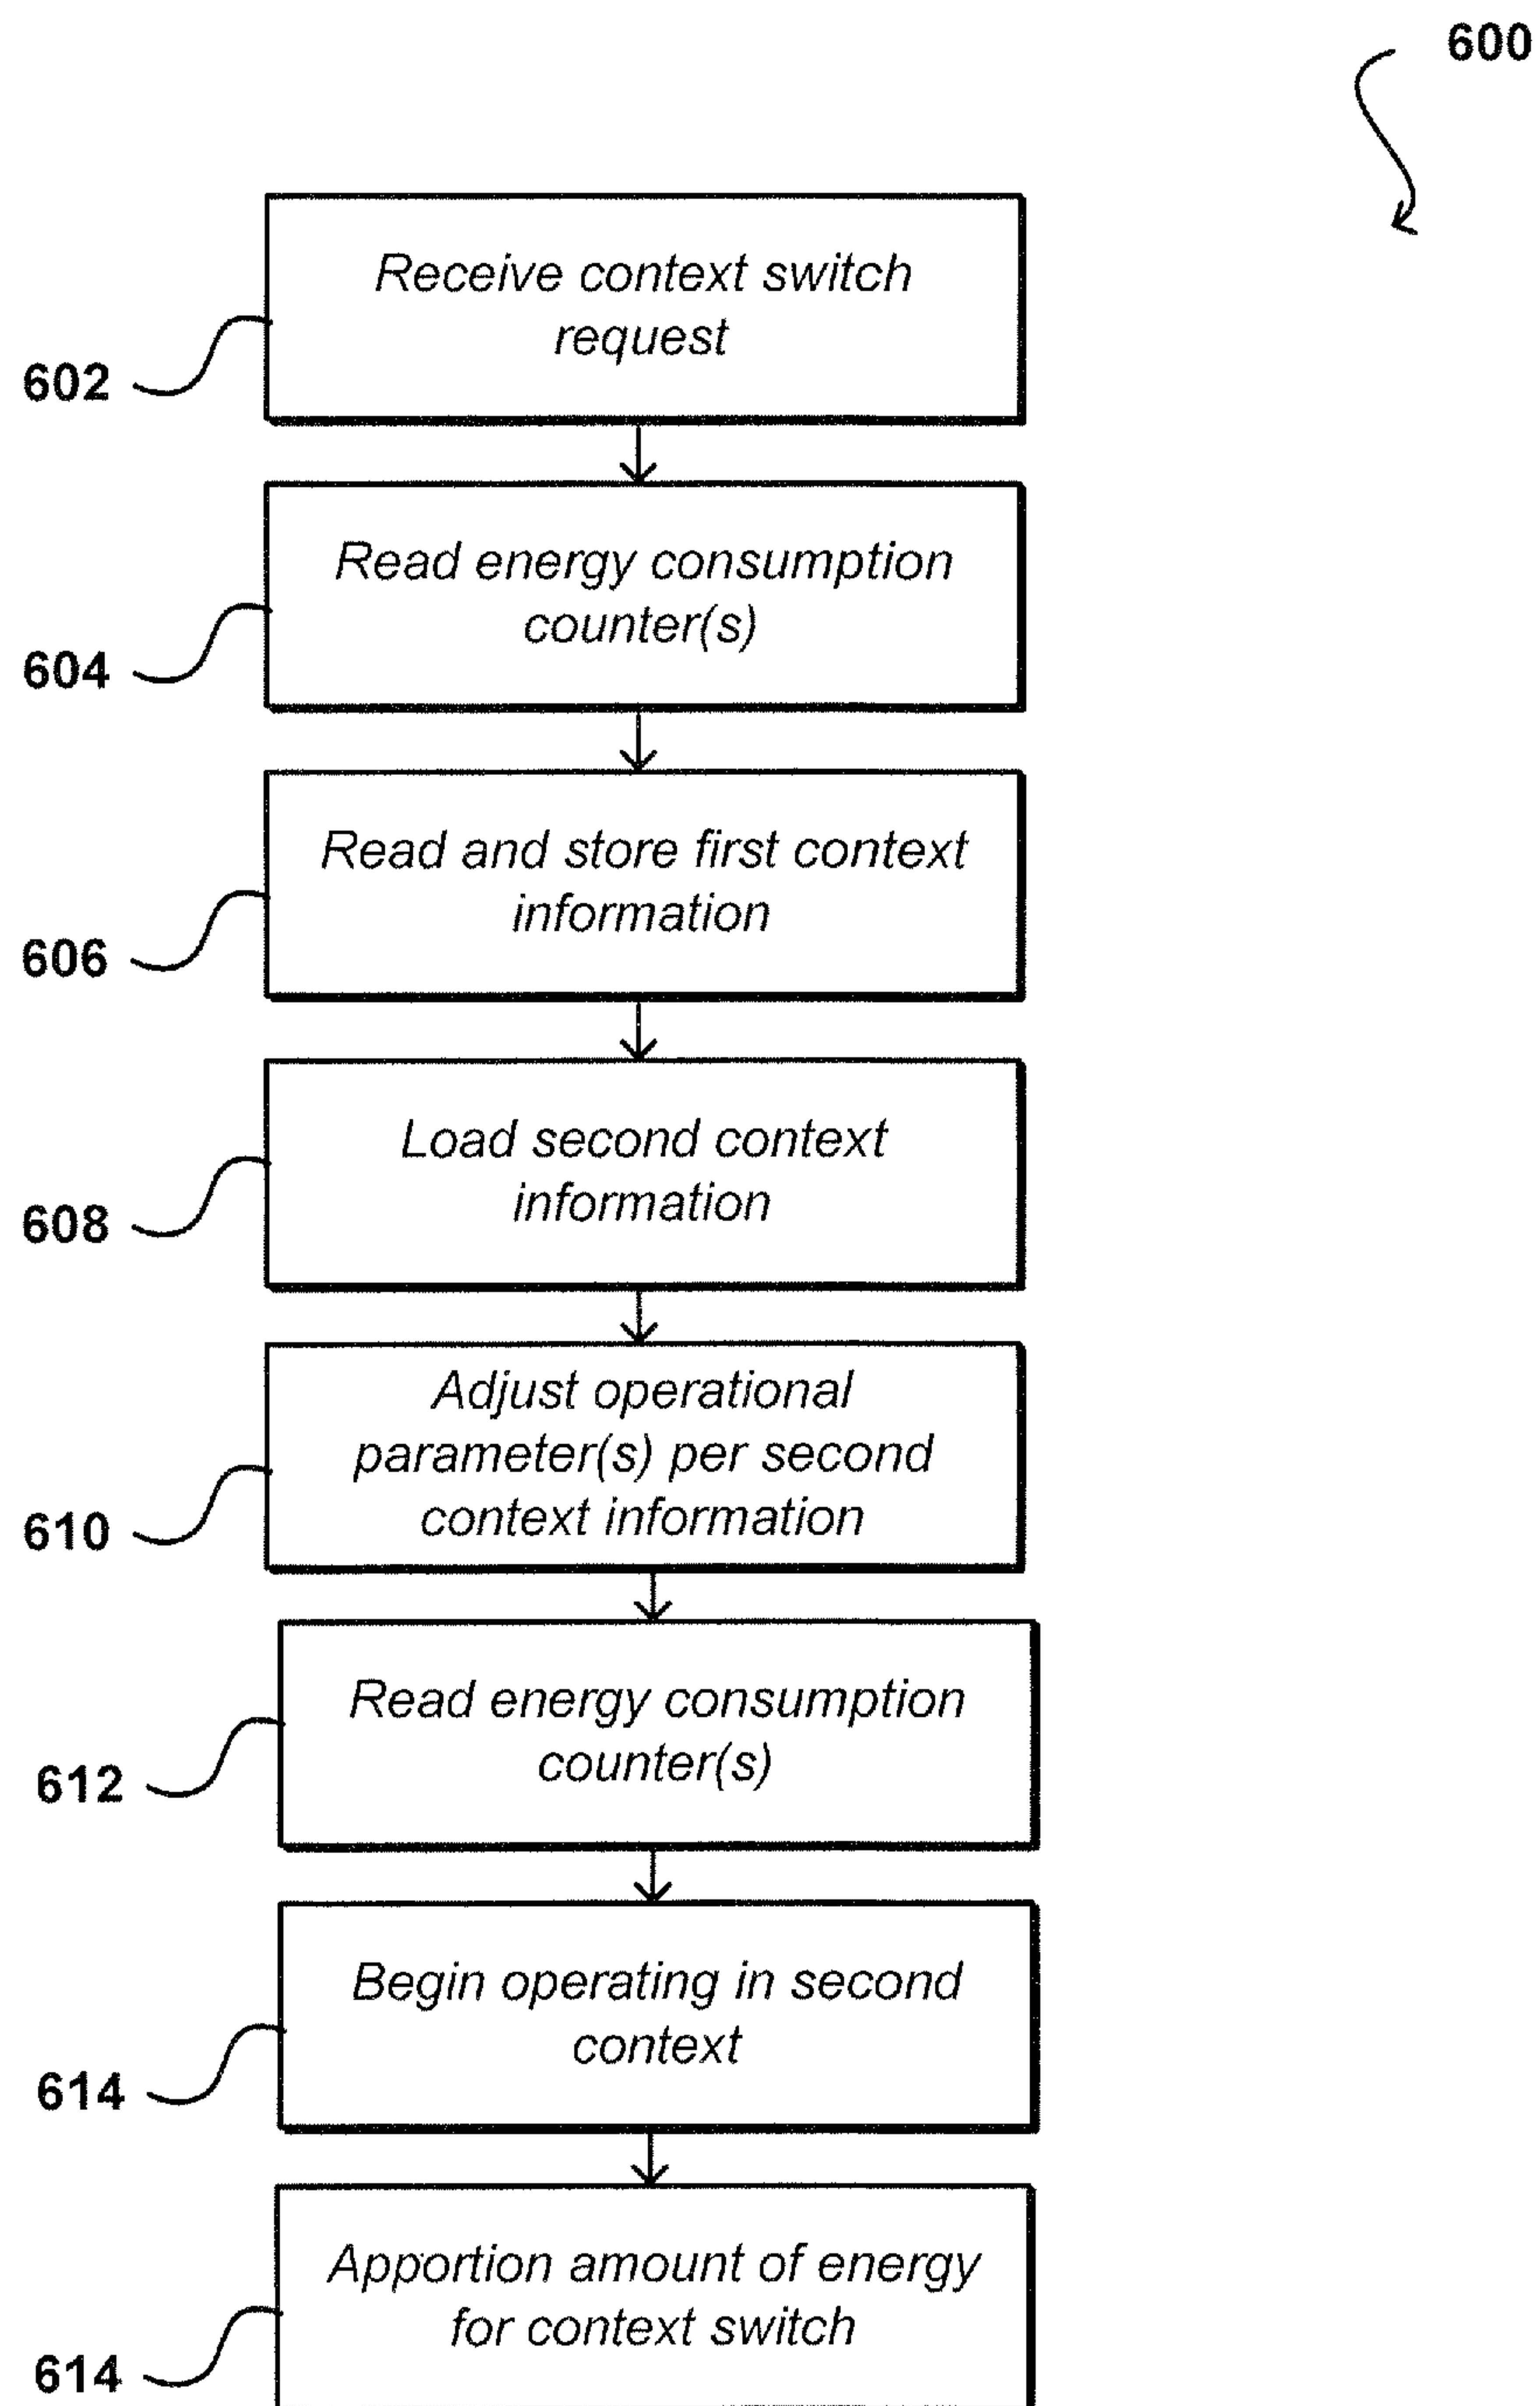 600
Receive context switch
request
602
Read energy consumption
counter(s)
604
Read and store first context
information
606
Load second context
information
608
Adjust operational
parameter(s) per second
context information
610
Read energy consumption
counter(s)
612
Begin operating in second
context
614
Apportion amount of energy
for context switch
614